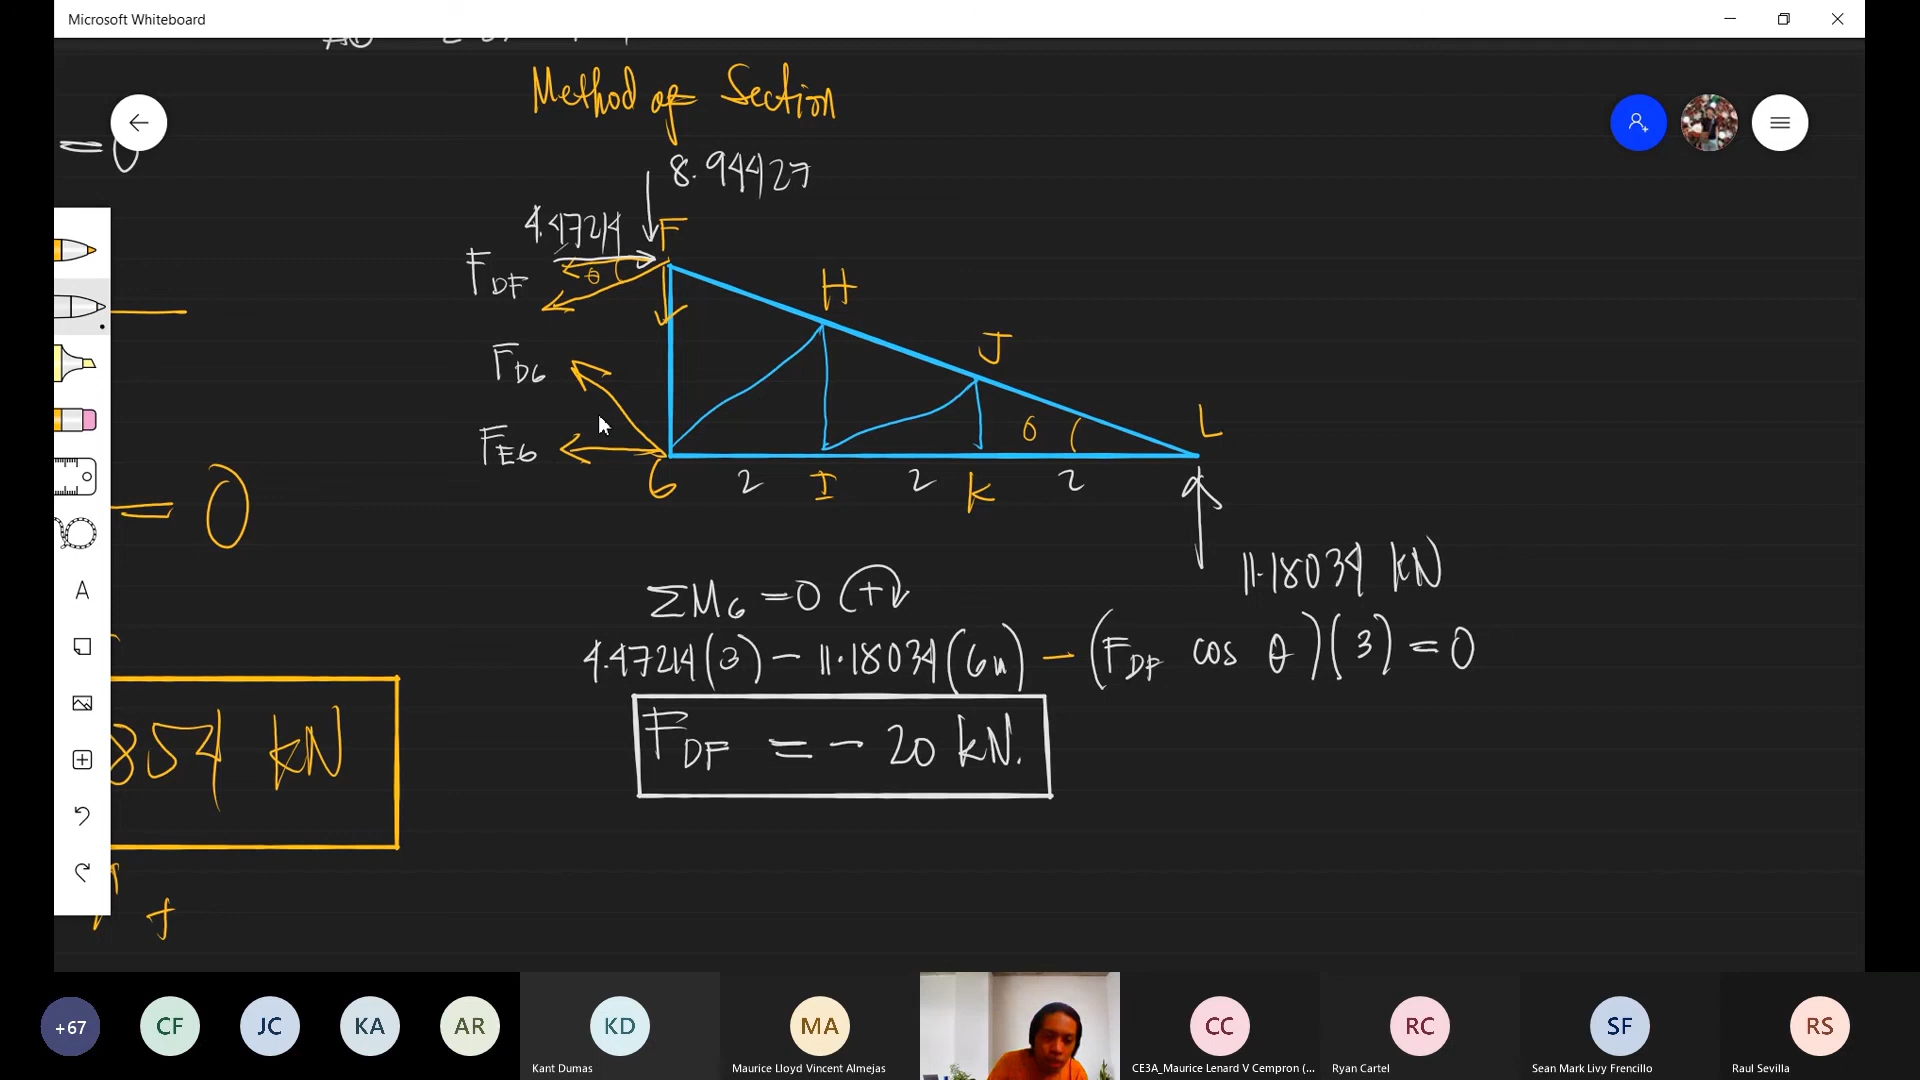 Microsoft Whiteboard
Method of Section
= 0
8.94427
4.47214
F
F_DF
θ
H
F_DG
J
F_EG
θ
L
G
2
I
2
K
2
= 0
11.18034 kN
ΣM_G = 0 (+
4.47214(3) - 11.18034(6m) - (F_DF cos θ)(3) = 0
F_DF = - 20 kN.
854 kN
A
+67
CF
JC
KA
AR
KD
MA
CC
RC
SF
RS
Kant Dumas
Maurice Lloyd Vincent Almejas
CE3A_Maurice Lenard V Cempron (...
Ryan Cartel
Sean Mark Livy Frencillo
Raul Sevilla